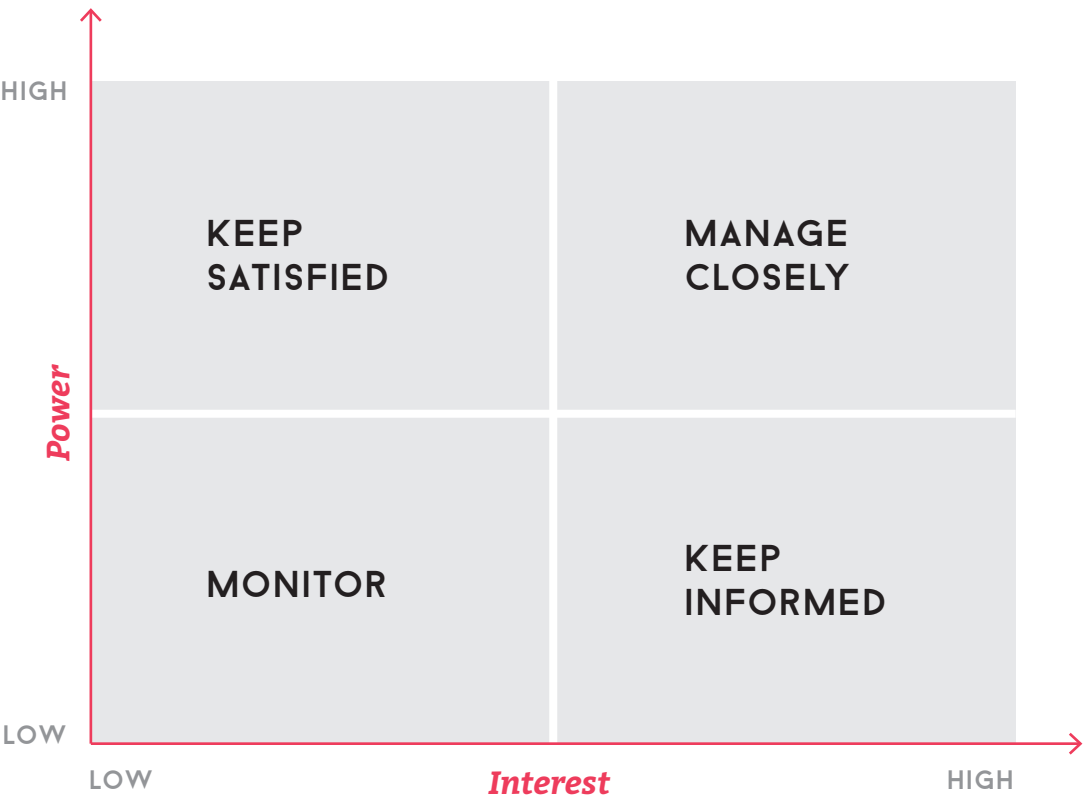 HIGH
KEEP
SATISFIED
MANAGE
CLOSELY
Power
MONITOR
KEEP
INFORMED
LOW
LOW
Interest
HIGH